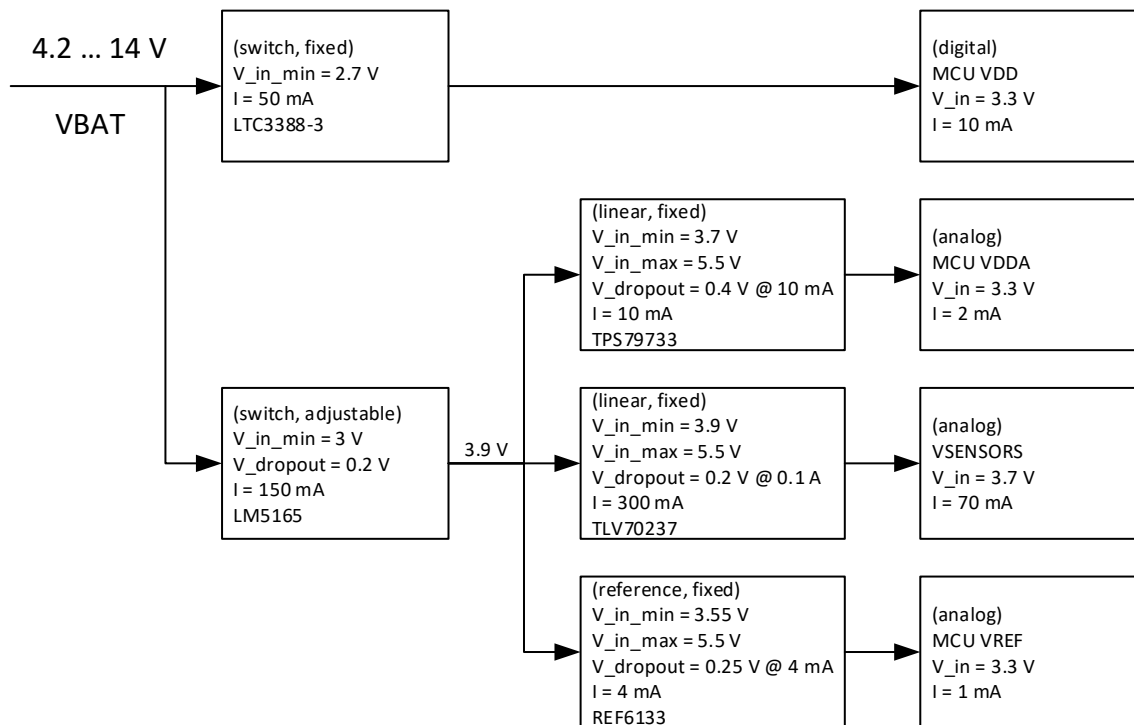 4.2 ... 14 V
VBAT
(switch, fixed)
V_in_min = 2.7 V
I = 50 mA
LTC3388-3
(digital)
MCU VDD
V_in = 3.3 V
I = 10 mA
(linear, fixed)
V_in_min = 3.7 V
V_in_max = 5.5 V
V_dropout = 0.4 V @ 10 mA
I = 10 mA
TPS79733
(analog)
MCU VDDA
V_in = 3.3 V
I = 2 mA
(switch, adjustable)
V_in_min = 3 V
V_dropout = 0.2 V
I = 150 mA
LM5165
3.9 V
(linear, fixed)
V_in_min = 3.9 V
V_in_max = 5.5 V
V_dropout = 0.2 V @ 0.1 A
I = 300 mA
TLV70237
(analog)
VSENSORS
V_in = 3.7 V
I = 70 mA
(reference, fixed)
V_in_min = 3.55 V
V_in_max = 5.5 V
V_dropout = 0.25 V @ 4 mA
I = 4 mA
REF6133
(analog)
MCU VREF
V_in = 3.3 V
I = 1 mA